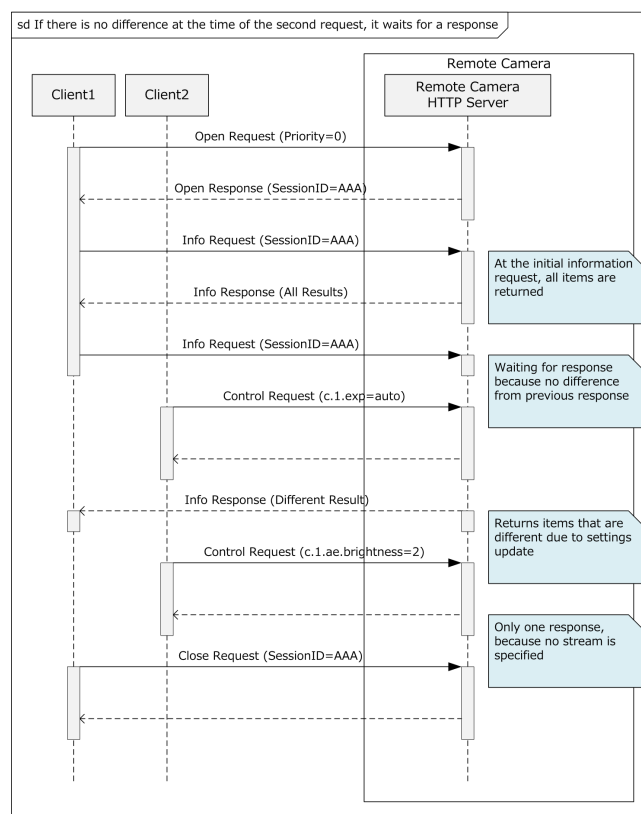 sd If there is no difference at the time of the second request, it waits for a response
Remote Camera
Client1
Client2
Remote Camera
HTTP Server
Open Request (Priority=0)
Open Response (SessionID=AAA)
Info Request (SessionID=AAA)
At the initial information
request, all items are
returned
Info Response (All Results)
Info Request (SessionID=AAA)
Waiting for response
because no difference
from previous response
Control Request (c.1.exp=auto)
Info Response (Different Result)
Returns items that are
different due to settings
update
Control Request (c.1.ae.brightness=2)
Only one response,
because no stream is
specified
Close Request (SessionID=AAA)